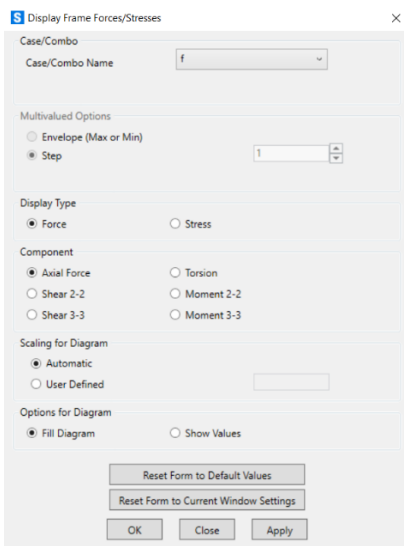 S Display Frame Forces/Stresses
Case/Combo
Case/Combo Name f
Multivalued Options
Envelope (Max or Min)
Step 1
Display Type
Force Stress
Component
Axial Force Torsion
Shear 2-2 Moment 2-2
Shear 3-3 Moment 3-3
Scaling for Diagram
Automatic
User Defined
Options for Diagram
Fill Diagram Show Values
Reset Form to Default Values
Reset Form to Current Window Settings
OK Close Apply